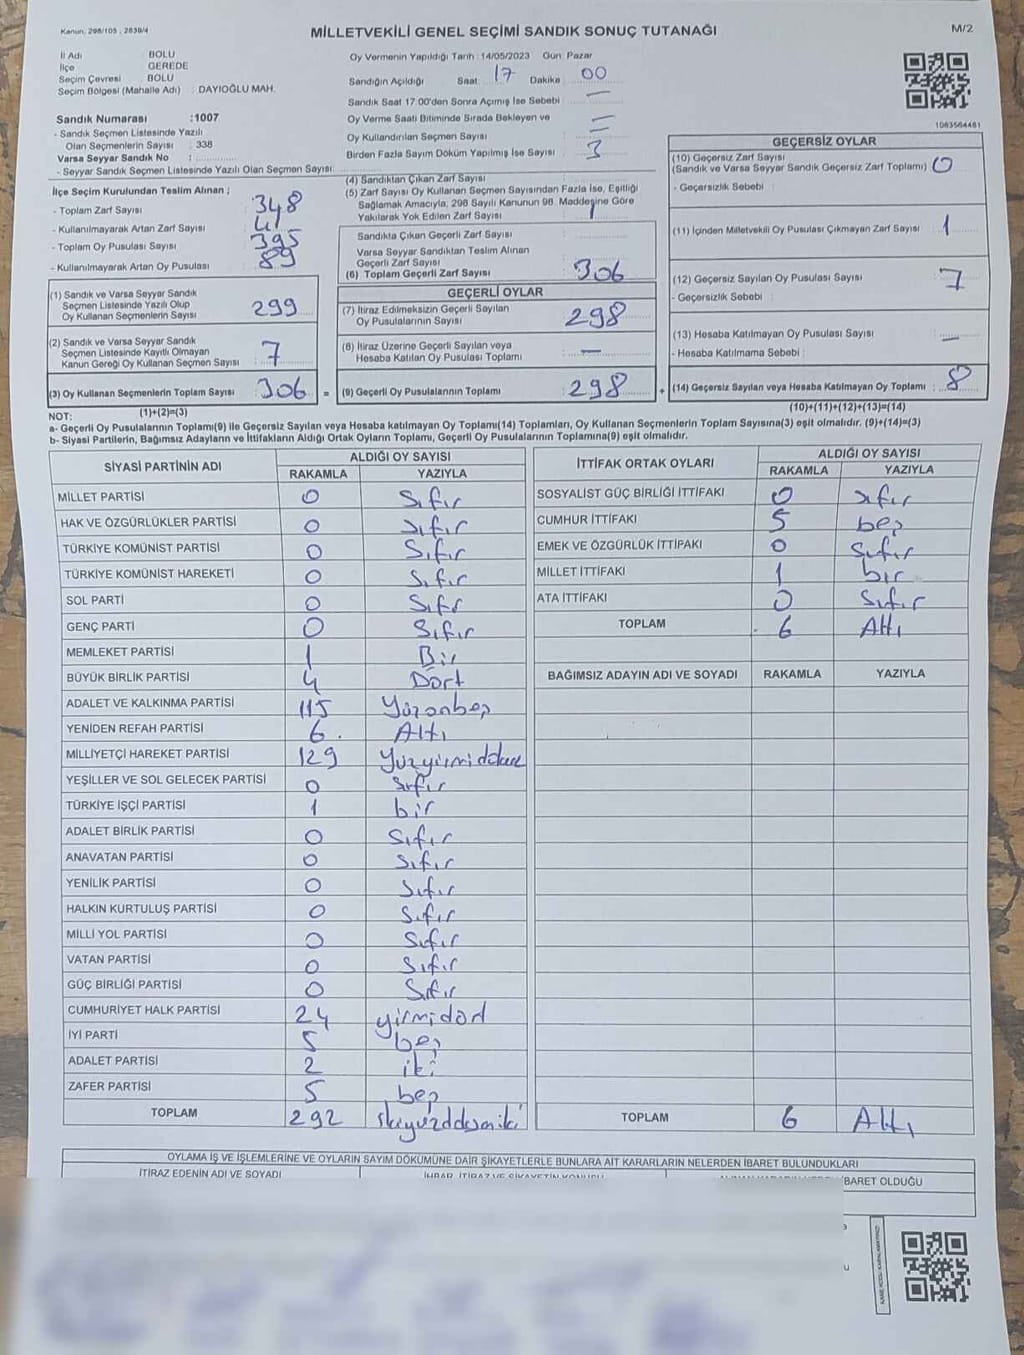 Kanun, 298/105 , 2839/4
MİLLETVEKİLİ GENEL SEÇİMİ SANDIK SONUÇ TUTANAĞI
M/2
İl Adı BOLU
İlçe GEREDE
Seçim Çevresi BOLU
Seçim Bölgesi (Mahalle Adı) : DAYIOĞLU MAH.
Sandık Numarası :1007
- Sandık Seçmen Listesinde Yazılı
Olan Seçmenlerin Sayısı : 338
Varsa Seyyar Sandık No :
- Seyyar Sandık Seçmen Listesinde Yazılı Olan Seçmen Sayısı :
Oy Vermenin Yapıldığı Tarih : 14/05/2023 Gün: Pazar
Sandığın Açıldığı Saat: 17 Dakika: 00
Sandık Saat 17:00'den Sonra Açımış İse Sebebi : —
Oy Verme Saati Bitiminde Sırada Bekleyen ve
Oy Kullandırılan Seçmen Sayısı : =
Birden Fazla Sayım Döküm Yapılmış İse Sayısı : 3
1063564461
İlçe Seçim Kurulundan Teslim Alınan ;
- Toplam Zarf Sayısı : 348
- Kullanılmayarak Artan Zarf Sayısı : 41
- Toplam Oy Pusulası Sayısı : 395
- Kullanılmayarak Artan Oy Pusulası : 89
(4) Sandıktan Çıkan Zarf Sayısı :
(5) Zarf Sayısı Oy Kullanan Seçmen Sayısından Fazla İse, Eşitliği
Sağlamak Amacıyla, 298 Sayılı Kanunun 98. Maddesine Göre
Yakılarak Yok Edilen Zarf Sayısı : 1
Sandıkta Çıkan Geçerli Zarf Sayısı :
Varsa Seyyar Sandıktan Teslim Alınan
Geçerli Zarf Sayısı :
(6) Toplam Geçerli Zarf Sayısı : 306
GEÇERSİZ OYLAR
(10) Geçersiz Zarf Sayısı
(Sandık ve Varsa Seyyar Sandık Geçersiz Zarf Toplamı) : 0
- Geçersizlik Sebebi :
(11) İçinden Milletvekili Oy Pusulası Çıkmayan Zarf Sayısı : 1
(12) Geçersiz Sayılan Oy Pusulası Sayısı : 7
- Geçersizlik Sebebi :
(13) Hesaba Katılmayan Oy Pusulası Sayısı : —
- Hesaba Katılmama Sebebi :
(14) Geçersiz Sayılan veya Hesaba Katılmayan Oy Toplamı : 8
(1) Sandık ve Varsa Seyyar Sandık
Seçmen Listesinde Yazılı Olup
Oy Kullanan Seçmenlerin Sayısı : 299
(2) Sandık ve Varsa Seyyar Sandık
Seçmen Listesinde Kayıtlı Olmayan
Kanun Gereği Oy Kullanan Seçmen Sayısı : 7
(3) Oy Kullanan Seçmenlerin Toplam Sayısı : 306 =
GEÇERLİ OYLAR
(7) İtiraz Edilmeksizin Geçerli Sayılan
Oy Pusulalarının Sayısı : 298
(8) İtiraz Üzerine Geçerli Sayılan veya
Hesaba Katılan Oy Pusulası Toplamı : —
(9) Geçerli Oy Pusulalarının Toplamı : 298 +
NOT: (1)+(2)=(3)
(10)+(11)+(12)+(13)=(14)
a- Geçerli Oy Pusulalarının Toplamı(9) ile Geçersiz Sayılan veya Hesaba katılmayan Oy Toplamı(14) Toplamları, Oy Kullanan Seçmenlerin Toplam Sayısına(3) eşit olmalıdır. (9)+(14)=(3)
b- Siyasi Partilerin, Bağımsız Adayların ve İttifakların Aldığı Ortak Oyların Toplamı, Geçerli Oy Pusulalarının Toplamına(9) eşit olmalıdır.
SİYASİ PARTİNİN ADI ALDIĞI OY SAYISI
RAKAMLA YAZIYLA
MİLLET PARTİSİ 0 Sıfır
HAK VE ÖZGÜRLÜKLER PARTİSİ 0 Sıfır
TÜRKİYE KOMÜNİST PARTİSİ 0 Sıfır
TÜRKİYE KOMÜNİST HAREKETİ 0 Sıfır
SOL PARTİ 0 Sıfr
GENÇ PARTİ 0 Sıfır
MEMLEKET PARTİSİ 1 Bir
BÜYÜK BİRLİK PARTİSİ 4 Dört
ADALET VE KALKINMA PARTİSİ 115 Yüzonbeş
YENİDEN REFAH PARTİSİ 6 Altı
MİLLİYETÇİ HAREKET PARTİSİ 129 Yüzyirmidokuz
YEŞİLLER VE SOL GELECEK PARTİSİ 0 Sıfır
TÜRKİYE İŞÇİ PARTİSİ 1 bir
ADALET BİRLİK PARTİSİ 0 Sıfır
ANAVATAN PARTİSİ 0 Sıfır
YENİLİK PARTİSİ 0 Sıfır
HALKIN KURTULUŞ PARTİSİ 0 Sıfır
MİLLİ YOL PARTİSİ 0 Sıfır
VATAN PARTİSİ 0 Sıfır
GÜÇ BİRLİĞİ PARTİSİ 0 Sıfır
CUMHURİYET HALK PARTİSİ 24 yirmidört
İYİ PARTİ 5 beş
ADALET PARTİSİ 2 iki
ZAFER PARTİSİ 5 beş
TOPLAM 292 ikiyüzddsaniki
İTTİFAK ORTAK OYLARI ALDIĞI OY SAYISI
RAKAMLA YAZIYLA
SOSYALİST GÜÇ BİRLİĞİ İTTİFAKI 0 sıfır
CUMHUR İTTİFAKI 5 beş
EMEK VE ÖZGÜRLÜK İTTİFAKI 0 Sıfır
MİLLET İTTİFAKI 1 bir
ATA İTTİFAKI 0 Sıfır
TOPLAM 6 Altı
BAĞIMSIZ ADAYIN ADI VE SOYADI RAKAMLA YAZIYLA
TOPLAM 6 Altı
OYLAMA İŞ VE İŞLEMLERİNE VE OYLARIN SAYIM DÖKÜMÜNE DAİR ŞİKAYETLERLE BUNLARA AİT KARARLARIN NELERDEN İBARET BULUNDUKLARI
İTİRAZ EDENİN ADI VE SOYADI
İHBAR, İTİRAZ VE ŞİKAYETİN KONUSU
İBARET OLDUĞU